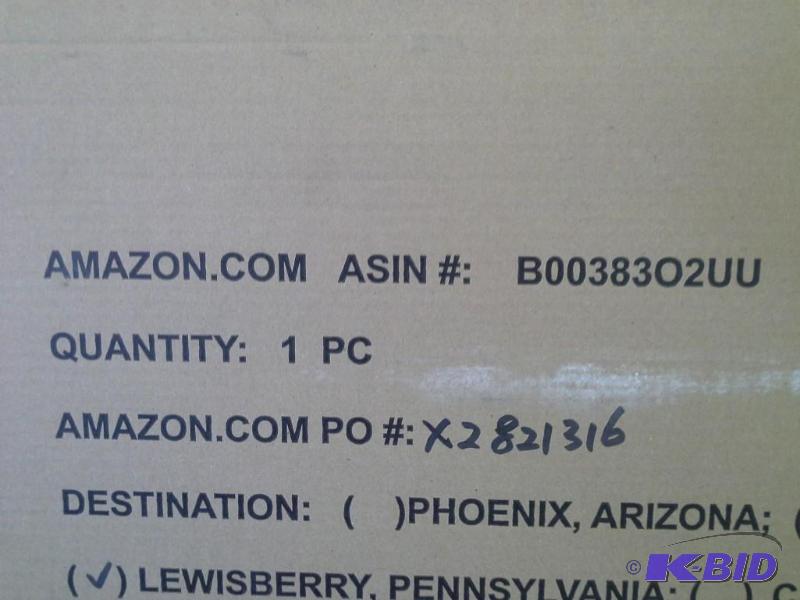 AMAZON.COM ASIN #: B00383O2UU
QUANTITY: 1 PC
AMAZON.COM PO #: X2821316
DESTINATION: ( )PHOENIX, ARIZONA; (
(✓) LEWISBERRY, PENNSYLVANIA; ( ) C
© K-BID